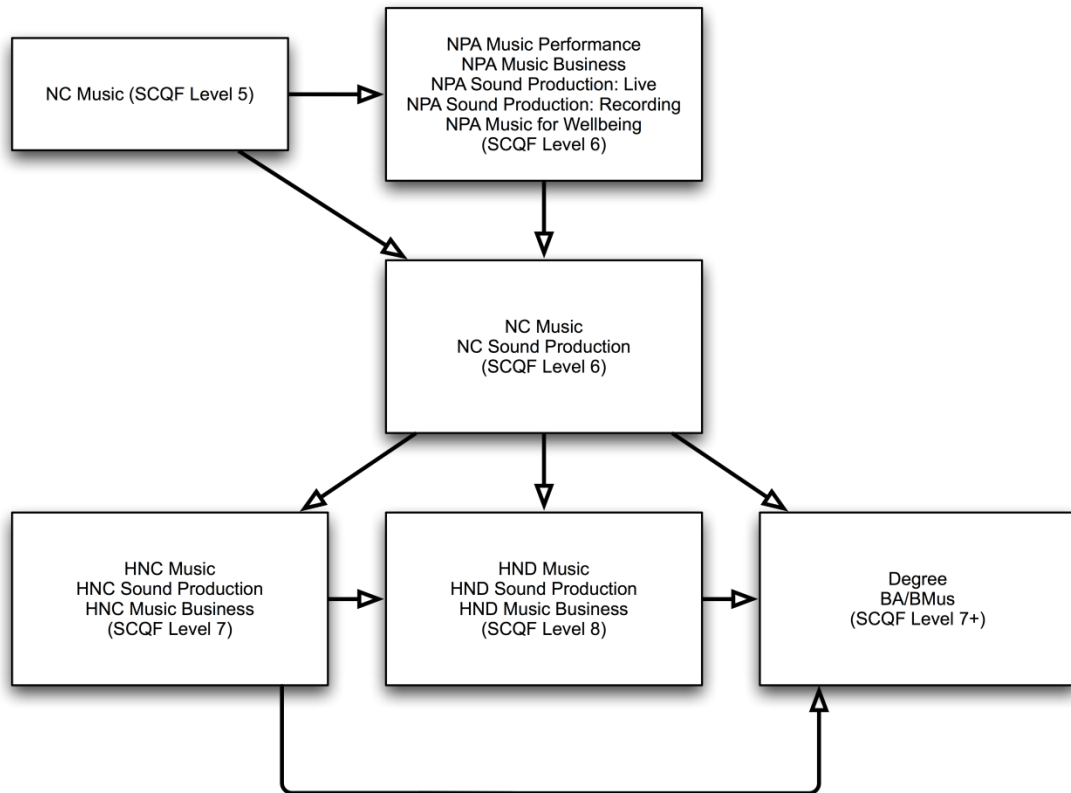 NC Music (SCQF Level 5)
NPA Music Performance
NPA Music Business
NPA Sound Production: Live
NPA Sound Production: Recording
NPA Music for Wellbeing
(SCQF Level 6)
NC Music
NC Sound Production
(SCQF Level 6)
HNC Music
HNC Sound Production
HNC Music Business
(SCQF Level 7)
HND Music
HND Sound Production
HND Music Business
(SCQF Level 8)
Degree
BA/BMus
(SCQF Level 7+)